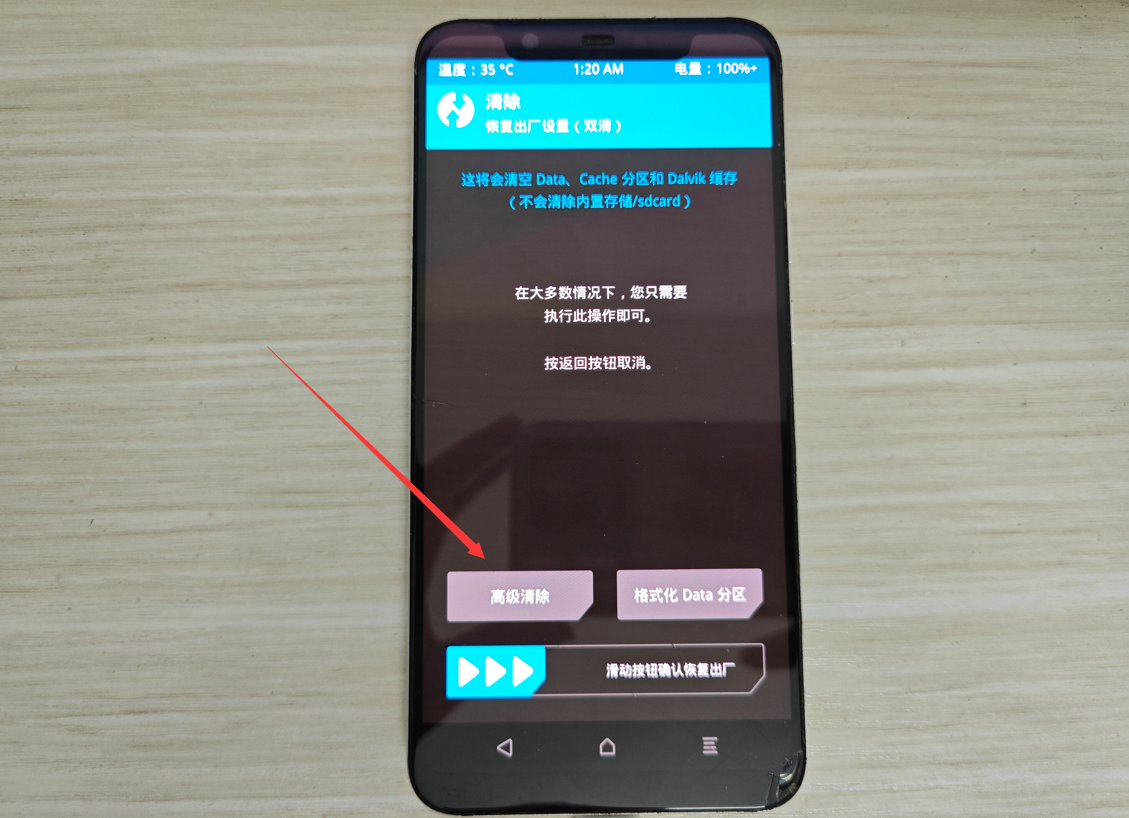 温度：35 °C 1:20 AM 电量：100%+
清除
恢复出厂设置（双清）
这将会清空 Data、Cache 分区和 Dalvik 缓存
（不会清除内置存储/sdcard）
在大多数情况下，您只需要
执行此操作即可。
按返回按钮取消。
高级清除 格式化 Data 分区
滑动按钮确认恢复出厂